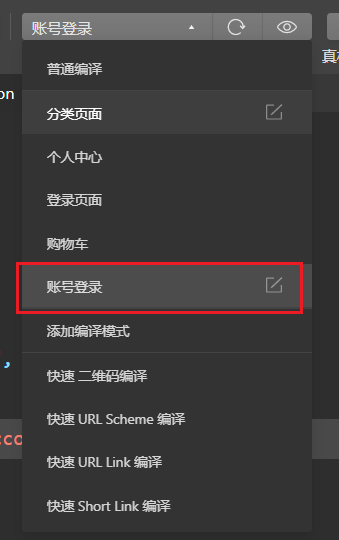 账号登录
普通编译
真机
on
分类页面
个人中心
登录页面
购物车
账号登录
添加编译模式
,
快速 二维码编译
快速 URL Scheme 编译
:co
快速 URL Link 编译
快速 Short Link 编译